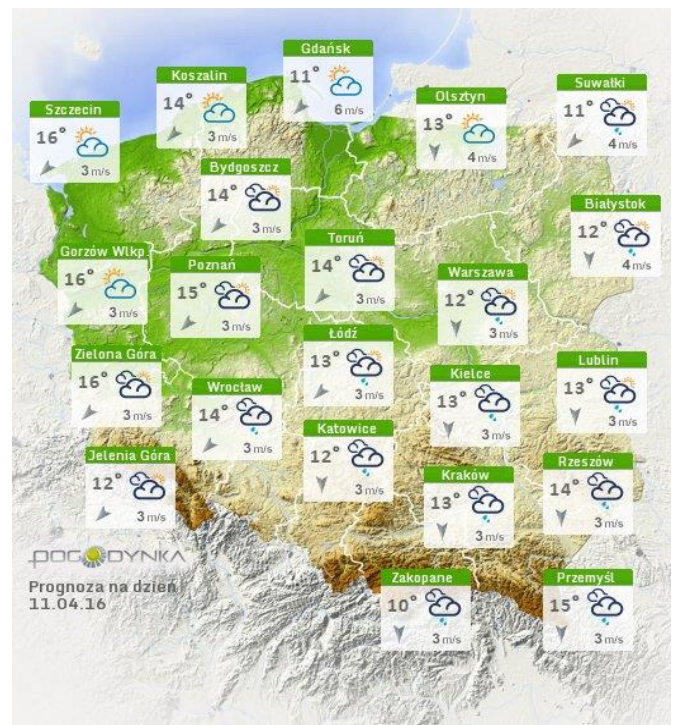 Gdańsk
11°
6 m/s
Koszalin
14°
3 m/s
Suwałki
11°
4 m/s
Olsztyn
13°
4 m/s
Szczecin
16°
3 m/s
Bydgoszcz
14°
3 m/s
Białystok
12°
4 m/s
Toruń
14°
3 m/s
Gorzów Wlkp.
16°
3 m/s
Poznań
15°
3 m/s
Warszawa
12°
3 m/s
Łódź
13°
3 m/s
Zielona Góra
16°
3 m/s
Lublin
13°
3 m/s
Kielce
13°
3 m/s
Wrocław
14°
3 m/s
Katowice
12°
3 m/s
Jelenia Góra
12°
3 m/s
Rzeszów
14°
3 m/s
Kraków
13°
3 m/s
POGODYNKA
Prognoza na dzień
11.04.16
Zakopane
10°
3 m/s
Przemyśl
15°
3 m/s